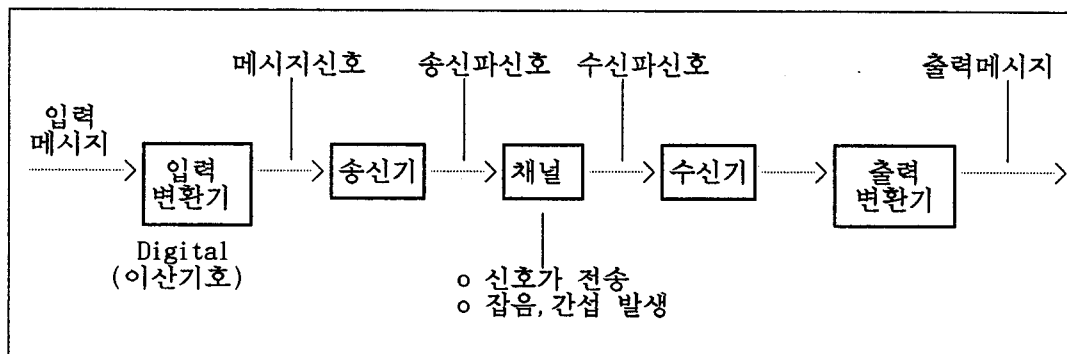 메시지신호 송신파신호 수신파신호 출력메시지
입력
메시지
입력
변환기
송신기
채널
수신기
출력
변환기
Digital
(이산기호)
o 신호가 전송
o 잡음, 간섭 발생